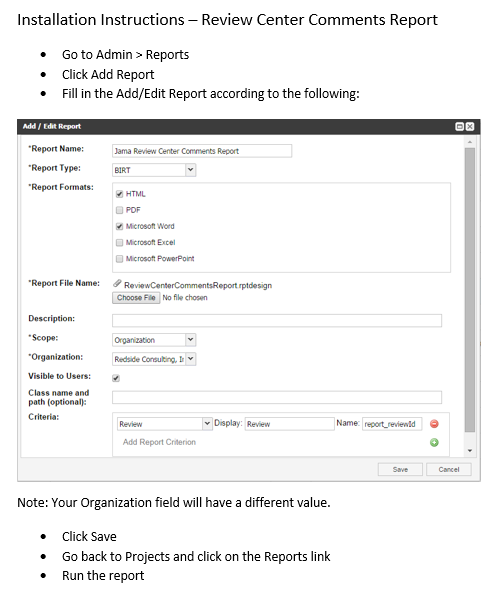 Installation Instructions – Review Center Comments Report
• Go to Admin > Reports
• Click Add Report
• Fill in the Add/Edit Report according to the following:
Add / Edit Report
*Report Name: Jama Review Center Comments Report
*Report Type: BIRT
*Report Formats:
HTML
PDF
Microsoft Word
Microsoft Excel
Microsoft PowerPoint
*Report File Name: ReviewCenterCommentsReport.rptdesign
Choose File No file chosen
Description:
*Scope: Organization
*Organization: Redside Consulting, Ir
Visible to Users:
Class name and
path (optional):
Criteria: Review Display: Review Name: report_reviewId
Add Report Criterion
Save Cancel
Note: Your Organization field will have a different value.
• Click Save
• Go back to Projects and click on the Reports link
• Run the report